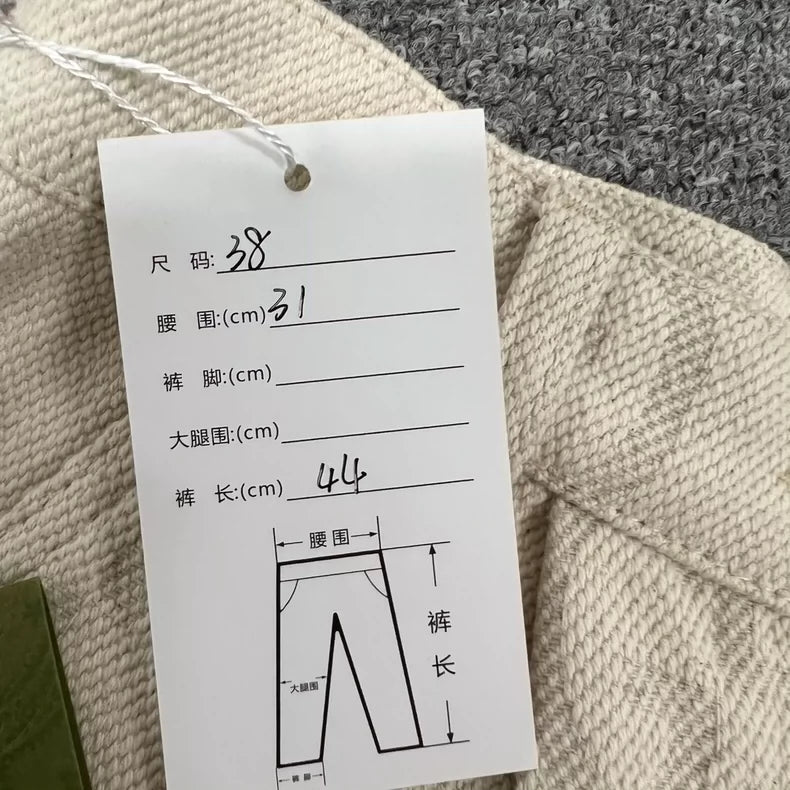 尺 码: 38
腰 围:(cm) 31
裤 脚:(cm)
大腿围:(cm)
裤 长:(cm) 44
腰 围
裤
长
大腿围
裤 脚